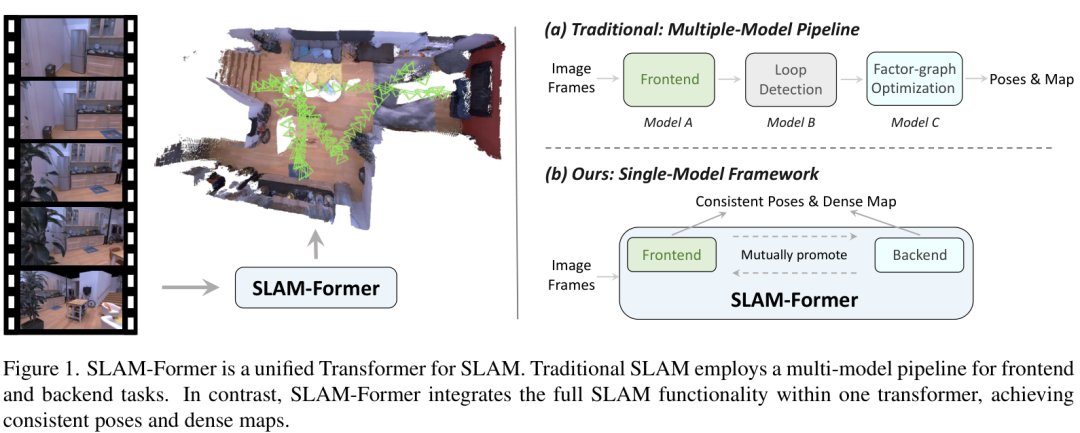 SLAM-Former
(a) Traditional: Multiple-Model Pipeline
Image
Frames
Frontend
Loop
Detection
Factor-graph
Optimization
Poses & Map
Model A
Model B
Model C
(b) Ours: Single-Model Framework
Consistent Poses & Dense Map
Image
Frames
Frontend
Mutually promote
Backend
SLAM-Former
Figure 1. SLAM-Former is a unified Transformer for SLAM. Traditional SLAM employs a multi-model pipeline for frontend
and backend tasks. In contrast, SLAM-Former integrates the full SLAM functionality within one transformer, achieving
consistent poses and dense maps.